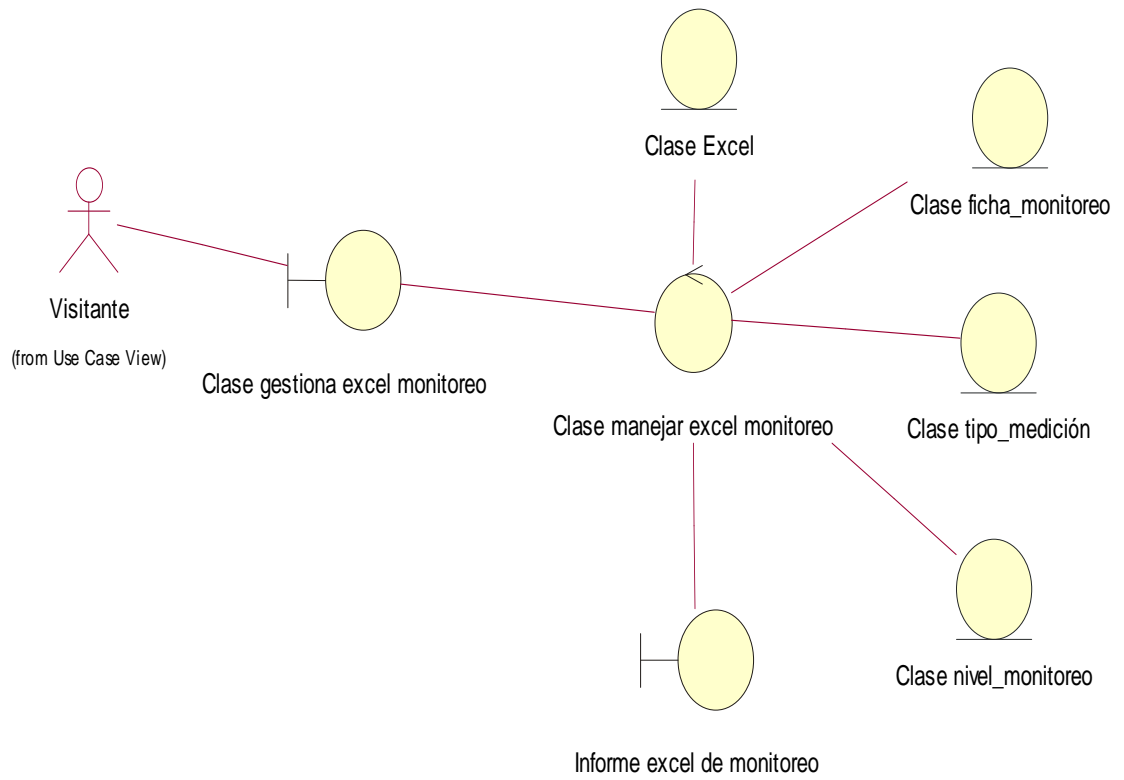 Clase Excel
Clase ficha_monitoreo
Visitante
(from Use Case View)
Clase gestiona excel monitoreo
Clase manejar excel monitoreo
Clase tipo_medición
Clase nivel_monitoreo
Informe excel de monitoreo